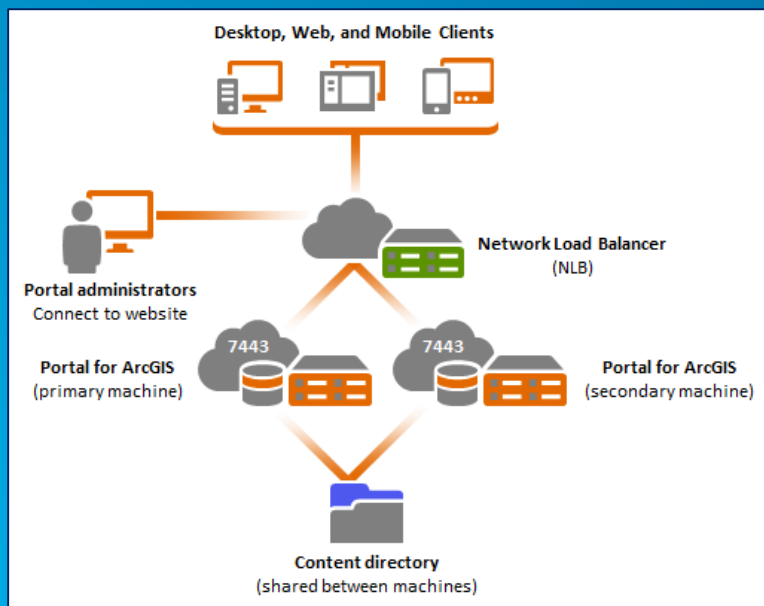 Desktop, Web, and Mobile Clients
Network Load Balancer
(NLB)
Portal administrators
Connect to website
7443
7443
Portal for ArcGIS
(primary machine)
Portal for ArcGIS
(secondary machine)
Content directory
(shared between machines)